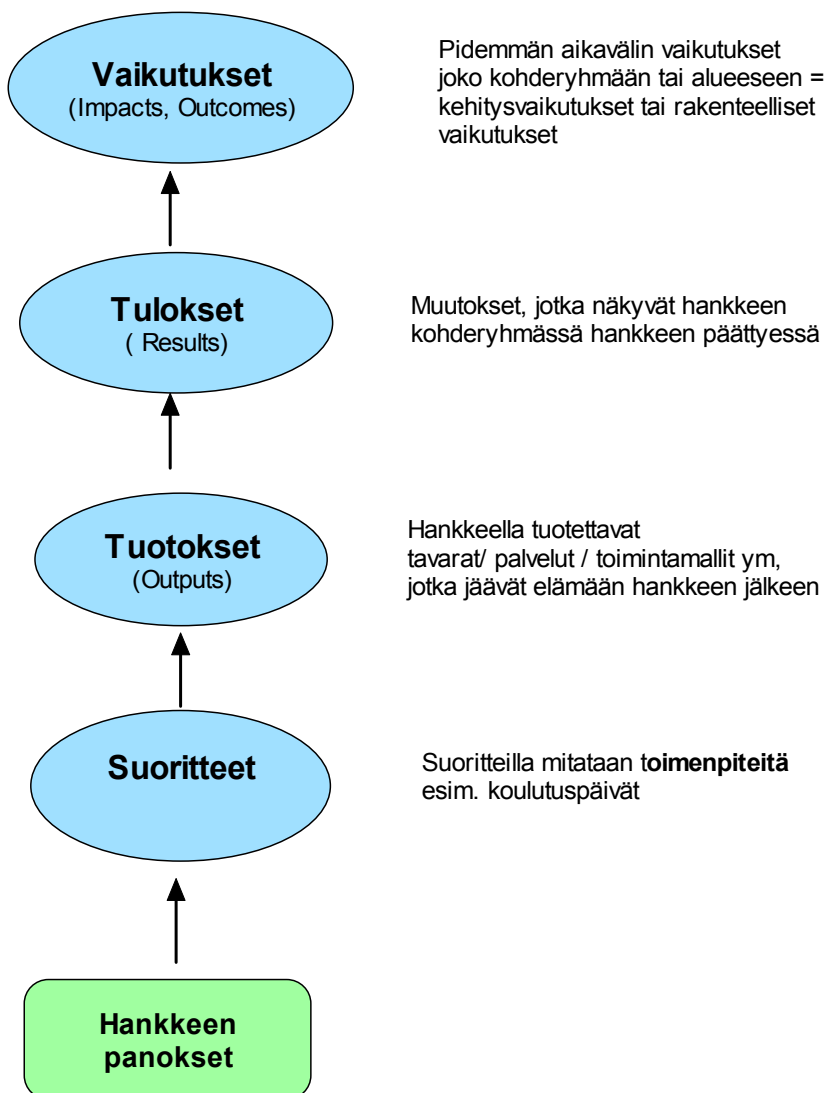 Vaikutukset
(Impacts, Outcomes)
Pidemmän aikavälin vaikutukset
joko kohderyhmään tai alueeseen =
kehitysvaikutukset tai rakenteelliset
vaikutukset
Tulokset
( Results)
Muutokset, jotka näkyvät hankkeen
kohderyhmässä hankkeen päättyessä
Tuotokset
(Outputs)
Hankkeella tuotettavat
tavarat/ palvelut / toimintamallit ym,
jotka jäävät elämään hankkeen jälkeen
Suoritteet
Suoritteilla mitataan toimenpiteitä
esim. koulutuspäivät
Hankkeen
panokset